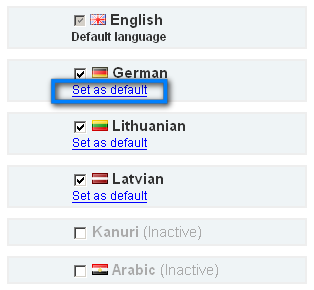 English
Default language
German
Set as default
Lithuanian
Set as default
Latvian
Set as default
Kanuri (Inactive)
Arabic (Inactive)